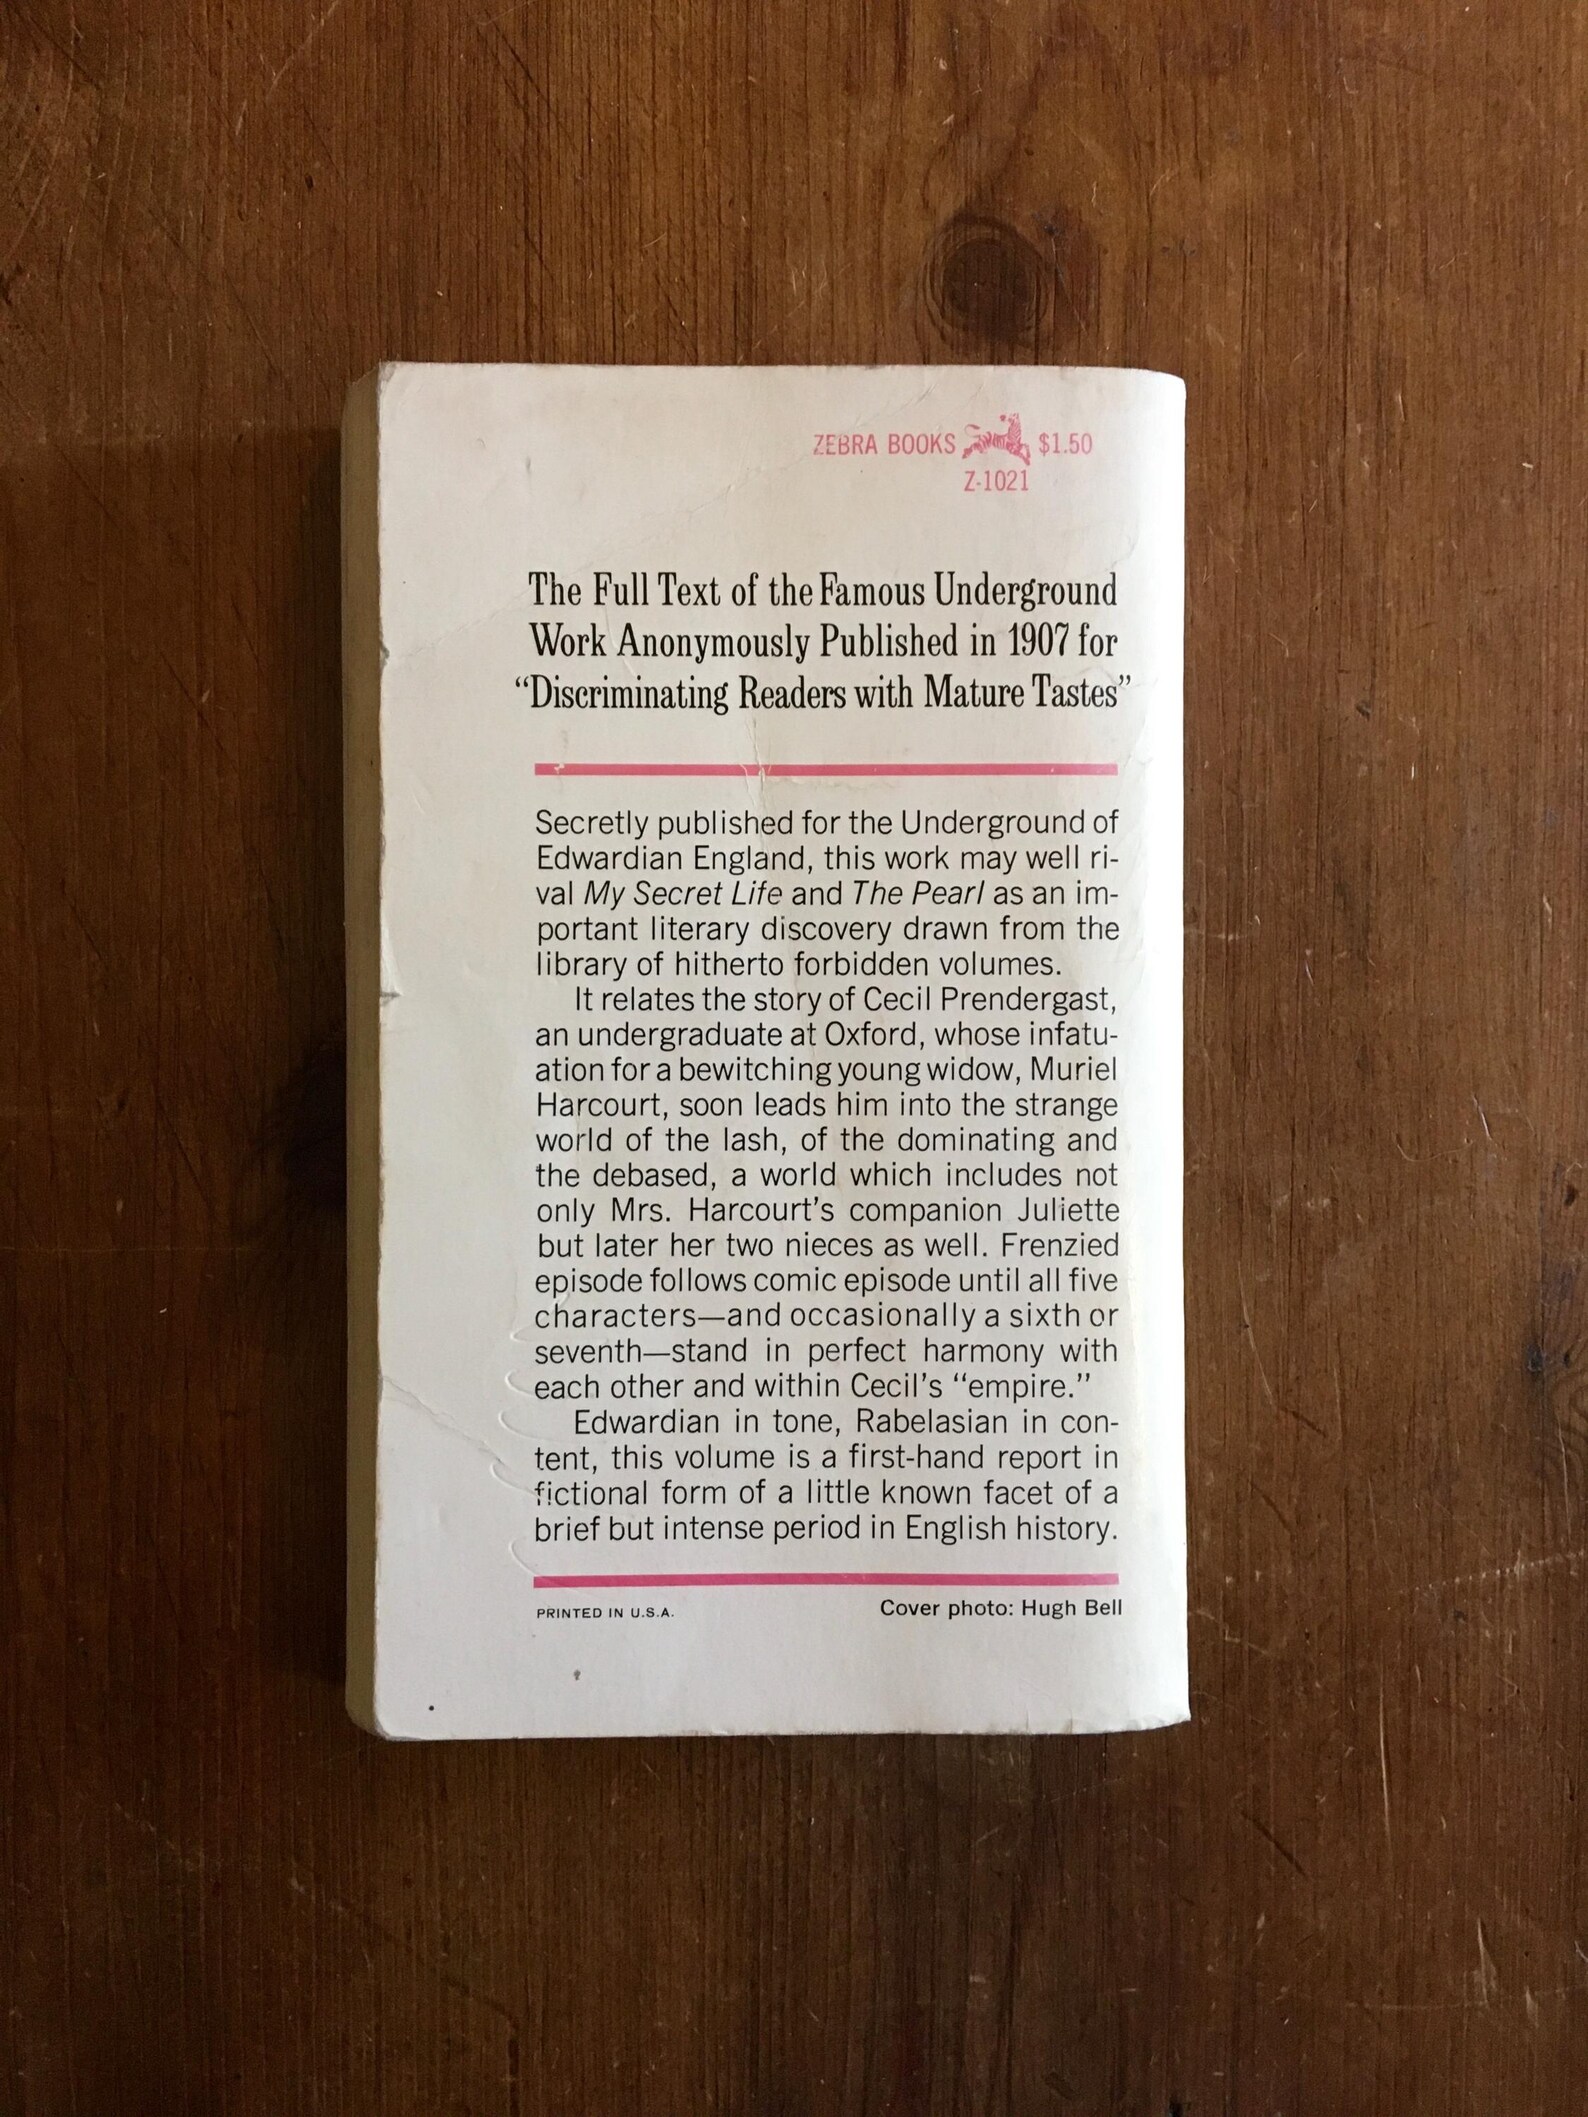 ZEBRA BOOKS $1.50
Z-1021
The Full Text of the Famous Underground
Work Anonymously Published in 1907 for
“Discriminating Readers with Mature Tastes”
Secretly published for the Underground of
Edwardian England, this work may well ri-
val My Secret Life and The Pearl as an im-
portant literary discovery drawn from the
library of hitherto forbidden volumes.
It relates the story of Cecil Prendergast,
an undergraduate at Oxford, whose infatu-
ation for a bewitching young widow, Muriel
Harcourt, soon leads him into the strange
world of the lash, of the dominating and
the debased, a world which includes not
only Mrs. Harcourt’s companion Juliette
but later her two nieces as well. Frenzied
episode follows comic episode until all five
characters—and occasionally a sixth or
seventh—stand in perfect harmony with
each other and within Cecil’s “empire.”
Edwardian in tone, Rabelasian in con-
tent, this volume is a first-hand report in
fictional form of a little known facet of a
brief but intense period in English history.
PRINTED IN U.S.A. Cover photo: Hugh Bell